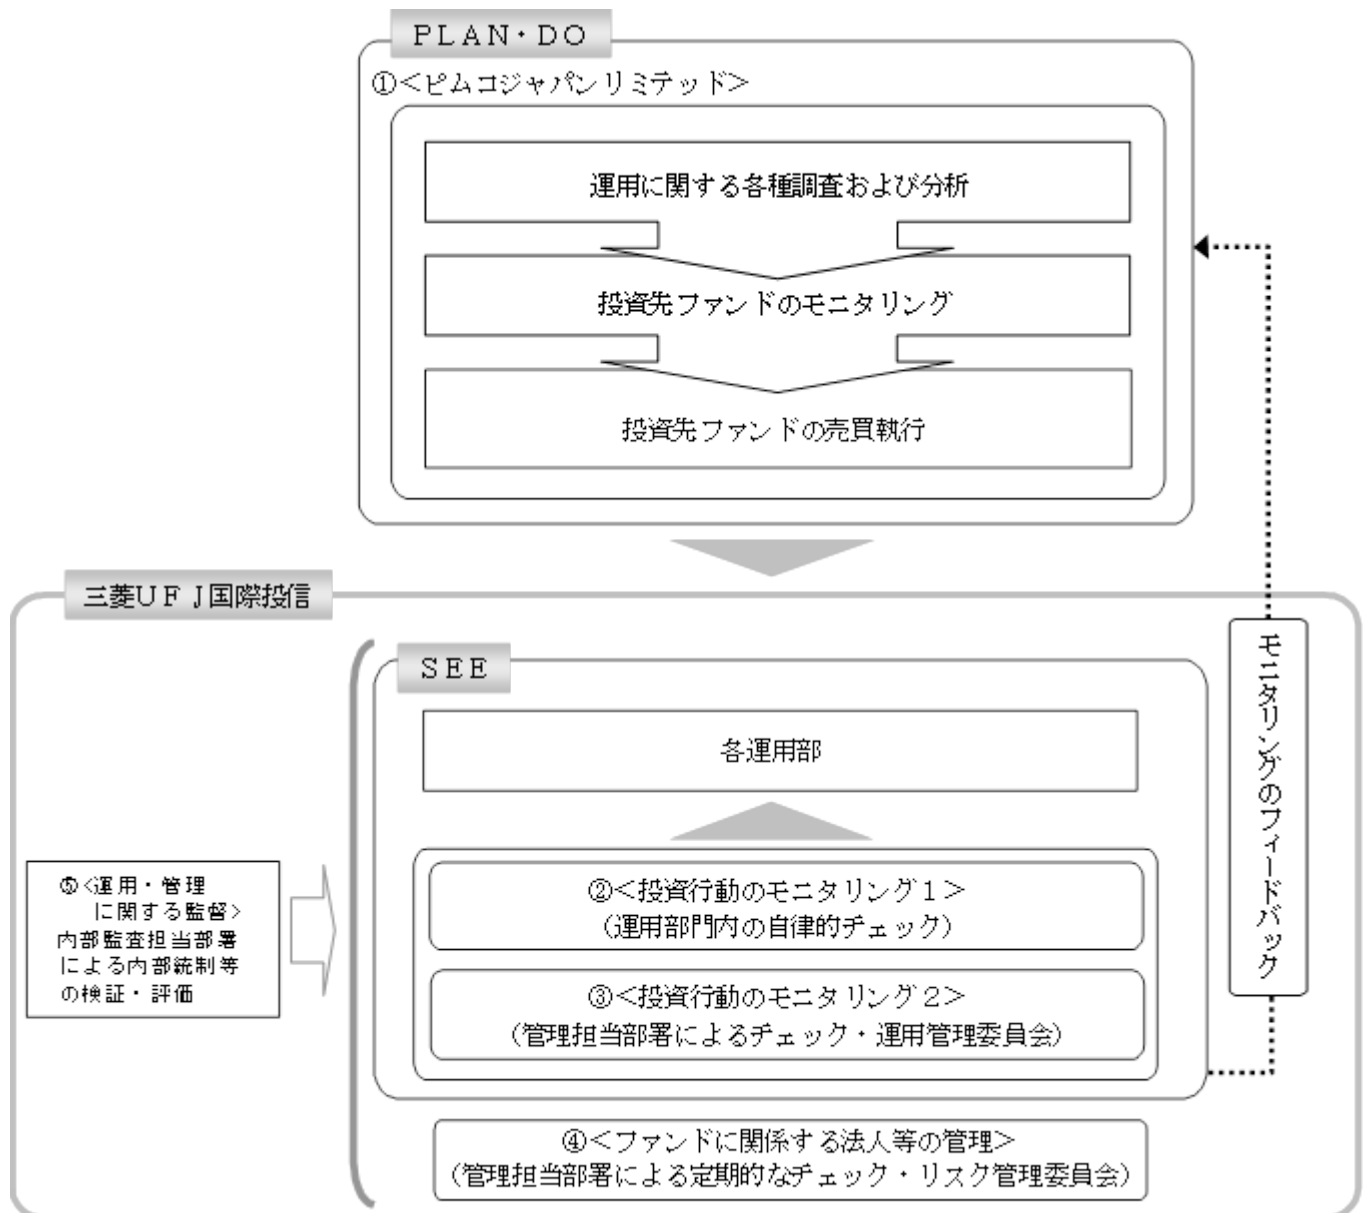 ＰＬＡＮ・ＤＯ
①＜ピムコジャパンリミテッド＞
運用に関する各種調査および分析
投資先ファンドのモニタリング
投資先ファンドの売買執行
三菱ＵＦＪ国際投信
ＳＥＥ
各運用部
②＜投資行動のモニタリング１＞
（運用部門内の自律的チェック）
③＜投資行動のモニタリング２＞
（管理担当部署によるチェック・運用管理委員会）
④＜ファンドに関係する法人等の管理＞
（管理担当部署による定期的なチェック・リスク管理委員会）
⑤＜運用・管理
に関する監督＞
内部監査担当部署
による内部統制等
の検証・評価
モニタリングのフィードバック